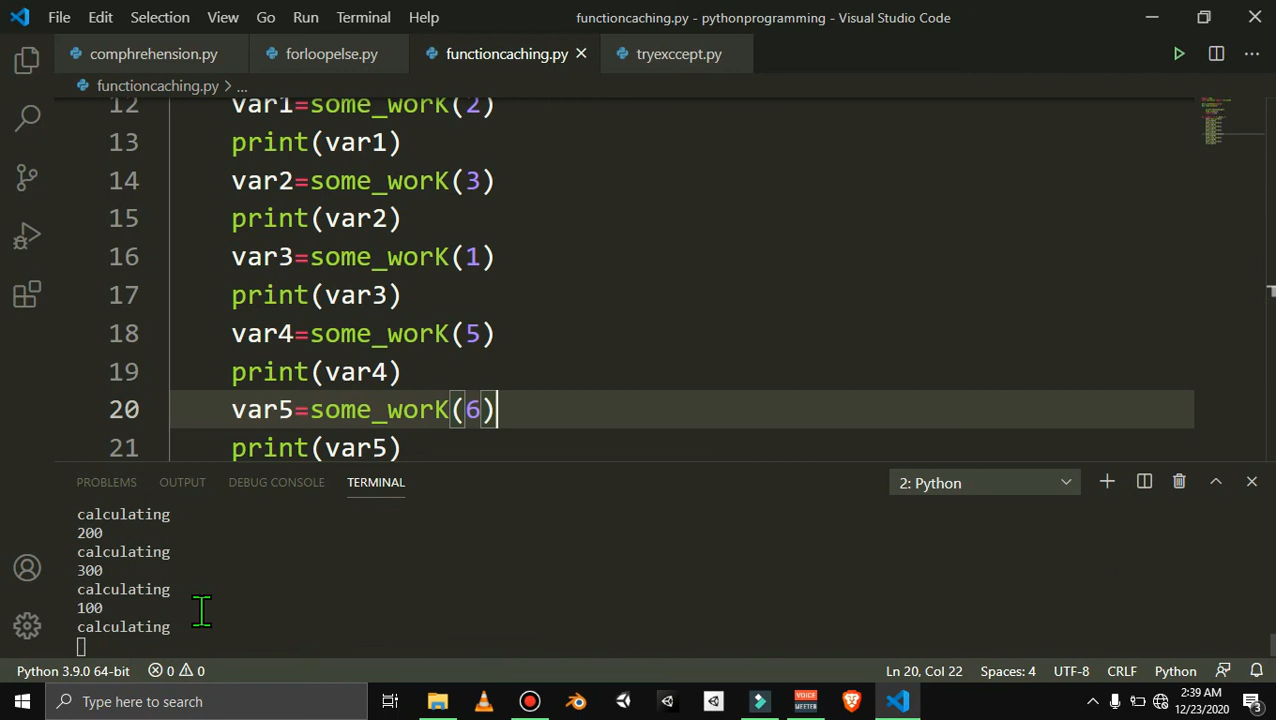 File Edit Selection View Go Run Terminal Help functioncaching.py - pythonprogramming - Visual Studio Code
comphrehension.py forloopelse.py functioncaching.py tryexccept.py
functioncaching.py > ...
12 var1=some_worK(2)
13 print(var1)
14 var2=some_worK(3)
15 print(var2)
16 var3=some_worK(1)
17 print(var3)
18 var4=some_worK(5)
19 print(var4)
20 var5=some_worK(6)
21 print(var5)
PROBLEMS OUTPUT DEBUG CONSOLE TERMINAL 2: Python
calculating
200
calculating
300
calculating
100
calculating
Python 3.9.0 64-bit 0 0 Ln 20, Col 22 Spaces: 4 UTF-8 CRLF Python
Type here to search VOICE MEETER 2:39 AM
12/23/2020 3